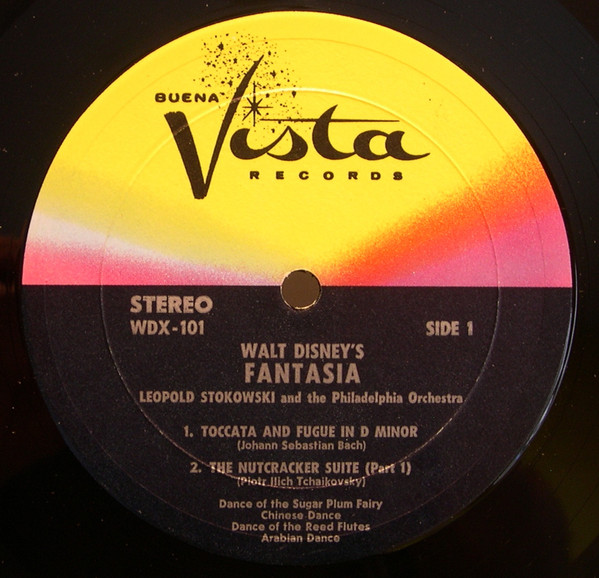 BUENA
Vista
RECORDS
STEREO
WDX-101
SIDE 1
WALT DISNEY'S
FANTASIA
LEOPOLD STOKOWSKI and the Philadelphia Orchestra
1. TOCCATA AND FUGUE IN D MINOR
(Johann Sebastian Bach)
2. THE NUTCRACKER SUITE (Part 1)
(Piotr Ilich Tchaikovsky)
Dance of the Sugar Plum Fairy
Chinese Dance
Dance of the Reed Flutes
Arabian Dance